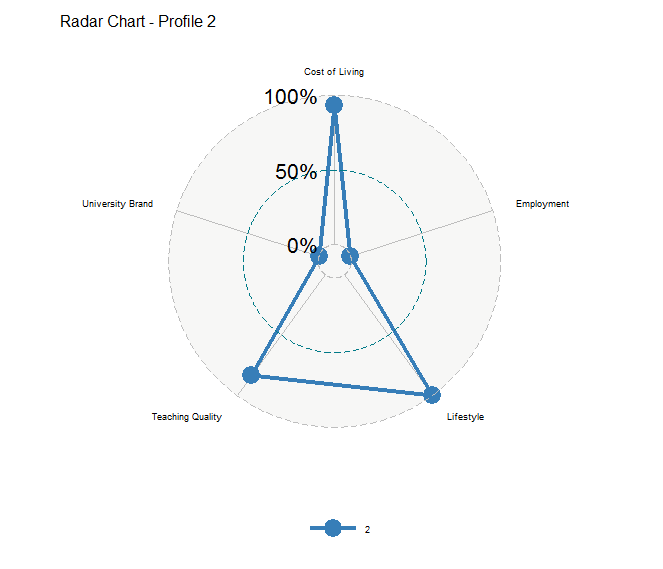 Radar Chart - Profile 2
Cost of Living
100%
50%
University Brand
Employment
0%
Teaching Quality
Lifestyle
2